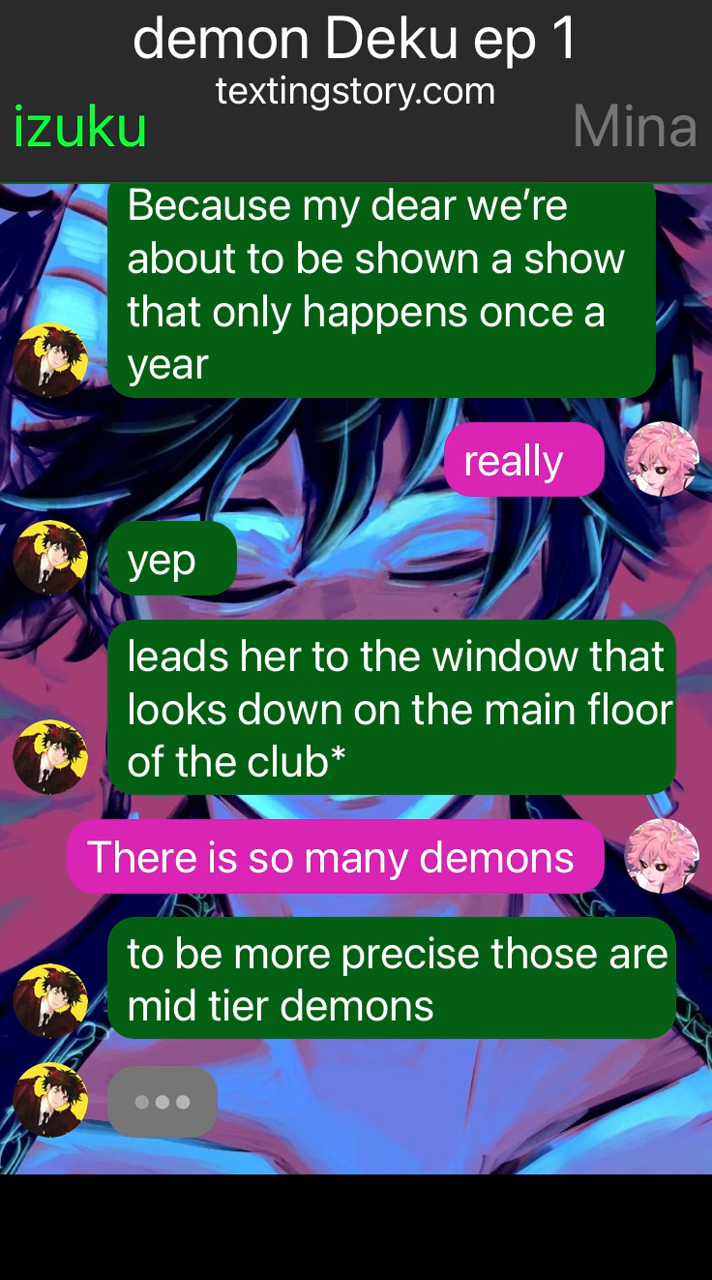 demon Deku ep 1
textingstory.com
izuku
Mina
Because my dear we’re
about to be shown a show
that only happens once a
year
really
yep
leads her to the window that
looks down on the main floor
of the club*
There is so many demons
to be more precise those are
mid tier demons